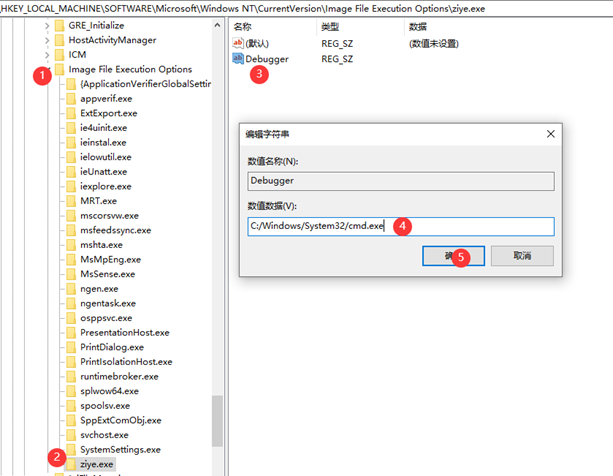 \HKEY_LOCAL_MACHINE\SOFTWARE\Microsoft\Windows NT\CurrentVersion\Image File Execution Options\ziye.exe
GRE_Initialize
HostActivityManager
ICM
1 Image File Execution Options
{ApplicationVerifierGlobalSettin
appverif.exe
ExtExport.exe
ie4uinit.exe
ieinstal.exe
ielowutil.exe
ieUnatt.exe
iexplore.exe
MRT.exe
mscorsvw.exe
msfeedssync.exe
mshta.exe
MsMpEng.exe
MsSense.exe
ngen.exe
ngentask.exe
osppsvc.exe
PresentationHost.exe
PrintDialog.exe
PrintIsolationHost.exe
runtimebroker.exe
splwow64.exe
spoolsv.exe
SppExtComObj.exe
svchost.exe
SystemSettings.exe
2 ziye.exe
名称 类型 数据
ab (默认) REG_SZ (数值未设置)
ab Debugger REG_SZ
3
编辑字符串
数值名称(N):
Debugger
数值数据(V):
C:/Windows/System32/cmd.exe 4
确 5 取消